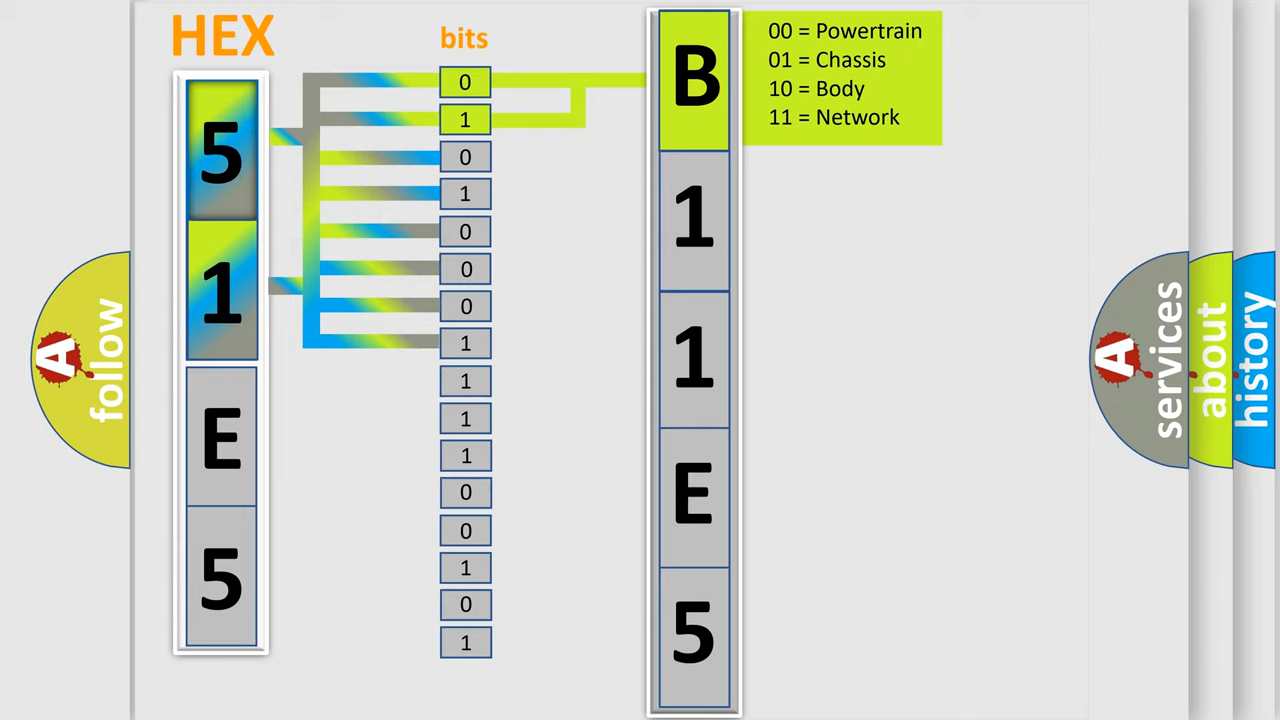 HEX
bits
5
1
E
5
0
1
0
1
0
0
0
1
1
1
1
0
0
1
0
1
B
1
1
E
5
00 = Powertrain
01 = Chassis
10 = Body
11 = Network
A
follow
A
services
about
history